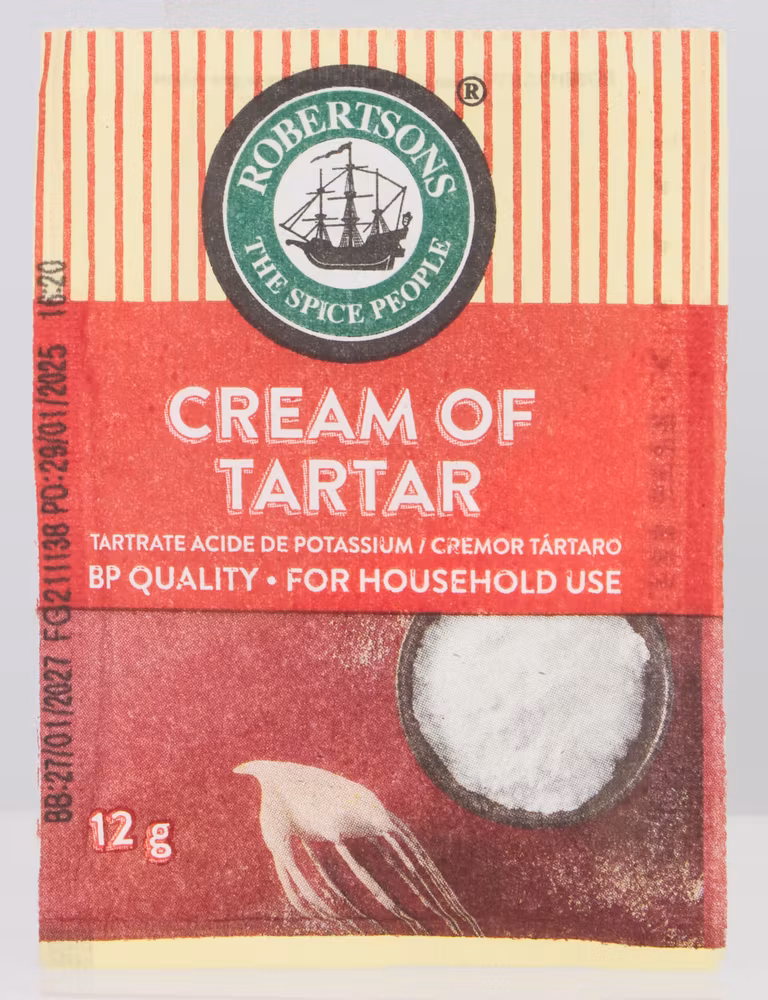 ROBERTSONS
®
THE SPICE PEOPLE
CREAM OF
TARTAR
TARTRATE ACIDE DE POTASSIUM / CREMOR TÁRTARO
BP QUALITY • FOR HOUSEHOLD USE
12 g
BB:27/01/2027 FG211138 PD:29/01/2025 16:20